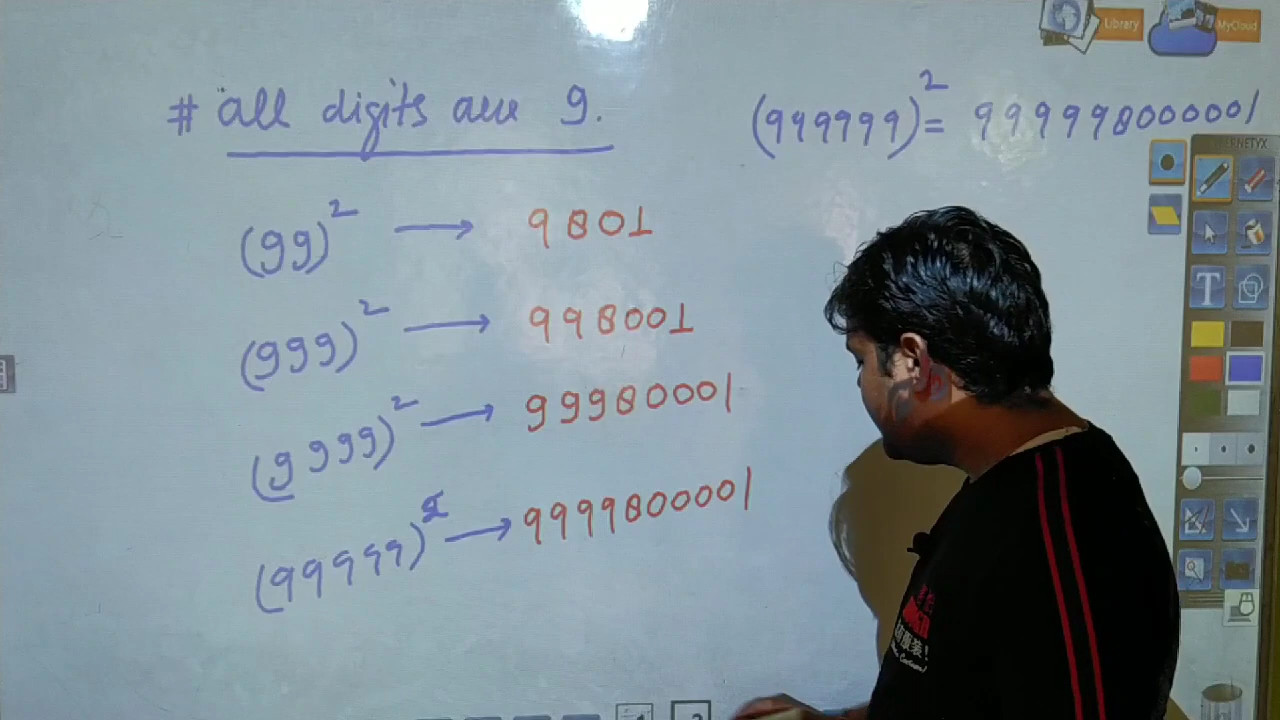 Library MyCloud
# all digits are 9.
(999999)² = 999998000001
(99)² → 9801
(999)² → 998001
(9999)² → 99980001
(99999)² → 9999800001
T